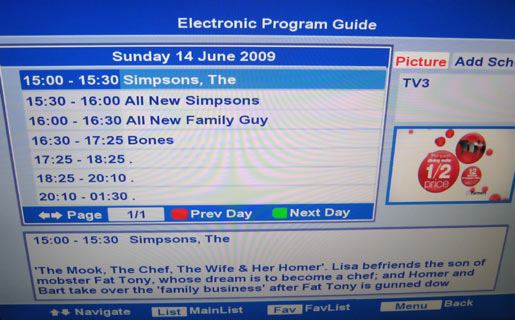 Electronic Program Guide
Sunday 14 June 2009
15:00 - 15:30 Simpsons, The
15:30 - 16:00 All New Simpsons
16:00 - 16:30 All New Family Guy
16:30 - 17:25 Bones
17:25 - 18:25 .
18:25 - 20:10 .
20:10 - 01:30 .
Page 1/1 Prev Day Next Day
Picture Add Sch
TV3
1/2
price
12
15:00 - 15:30 Simpsons, The
'The Mook, The Chef, The Wife & Her Homer'. Lisa befriends the son of
mobster Fat Tony, whose dream is to become a chef; and Homer and
Bart take over the 'family business' after Fat Tony is gunned dow
Navigate List MainList Fav FavList Menu Back